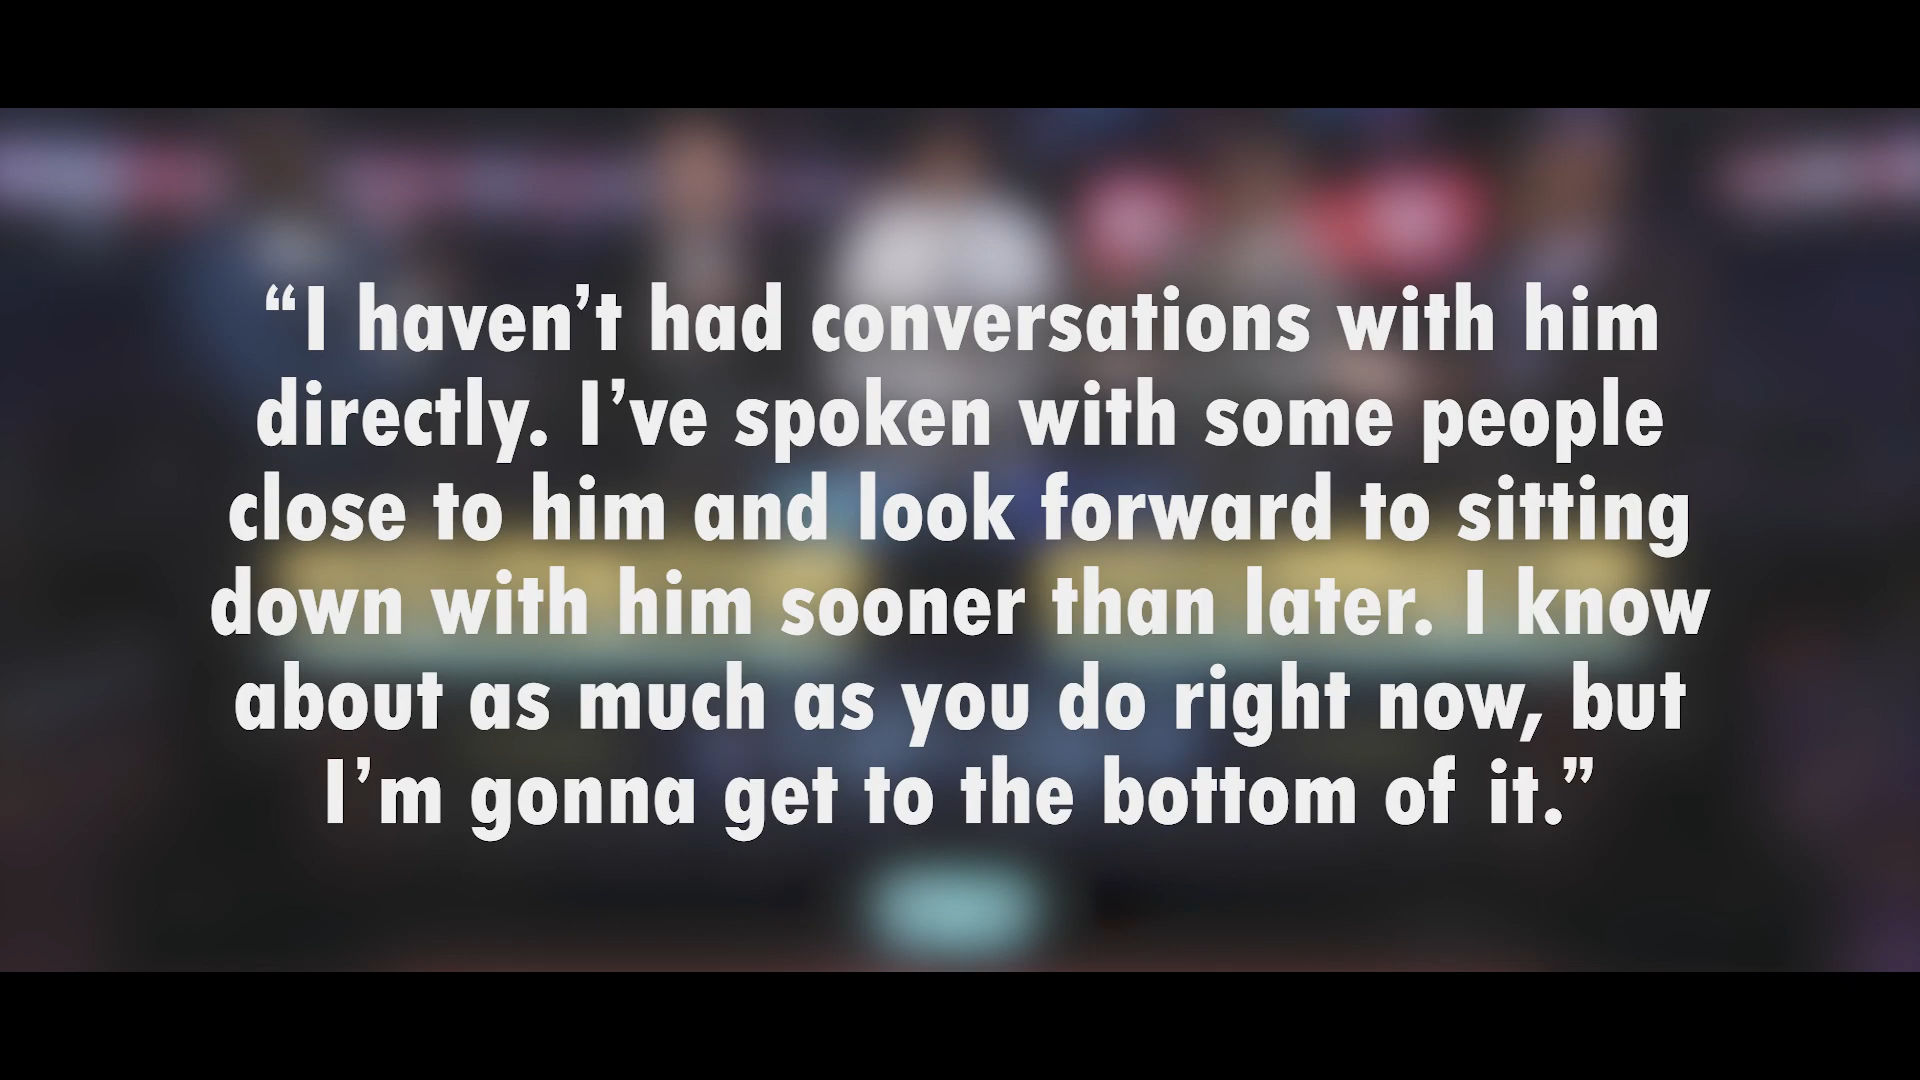 “I haven’t had conversations with him
directly. I’ve spoken with some people
close to him and look forward to sitting
down with him sooner than later. I know
about as much as you do right now, but
I’m gonna get to the bottom of it.”